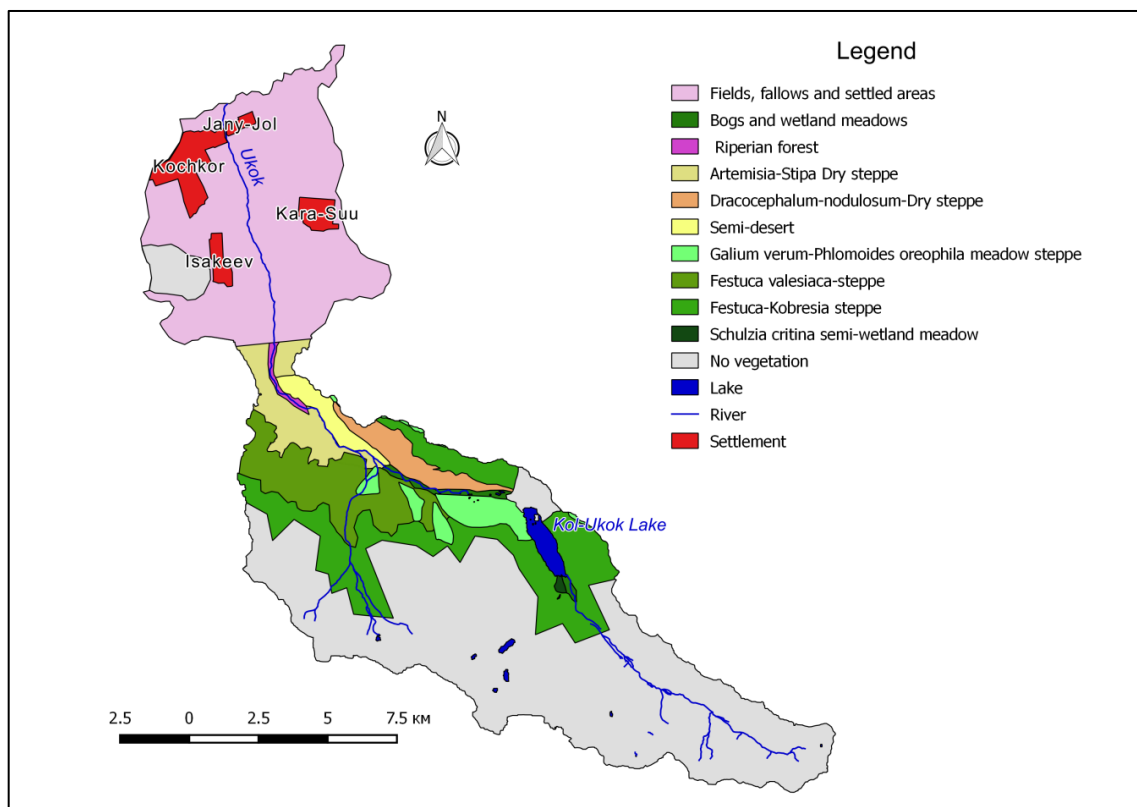 Legend
Fields, fallows and settled areas
Bogs and wetland meadows
Riperian forest
Artemisia-Stipa Dry steppe
Dracocephalum-nodulosum-Dry steppe
Semi-desert
Galium verum-Phlomoides oreophila meadow steppe
Festuca valesiaca-steppe
Festuca-Kobresia steppe
Schulzia critina semi-wetland meadow
No vegetation
Lake
River
Settlement
N
Jany-Jol
Ukok
Kochkor
Kara-Suu
Isakeev
Kol-Ukok Lake
2.5 0 2.5 5 7.5 км